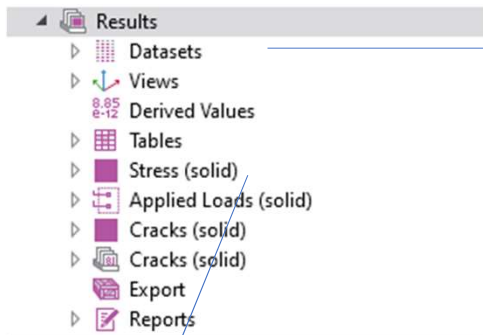 Results
Datasets
Views
8.85
e-12 Derived Values
Tables
Stress (solid)
Applied Loads (solid)
Cracks (solid)
Cracks (solid)
Export
Reports